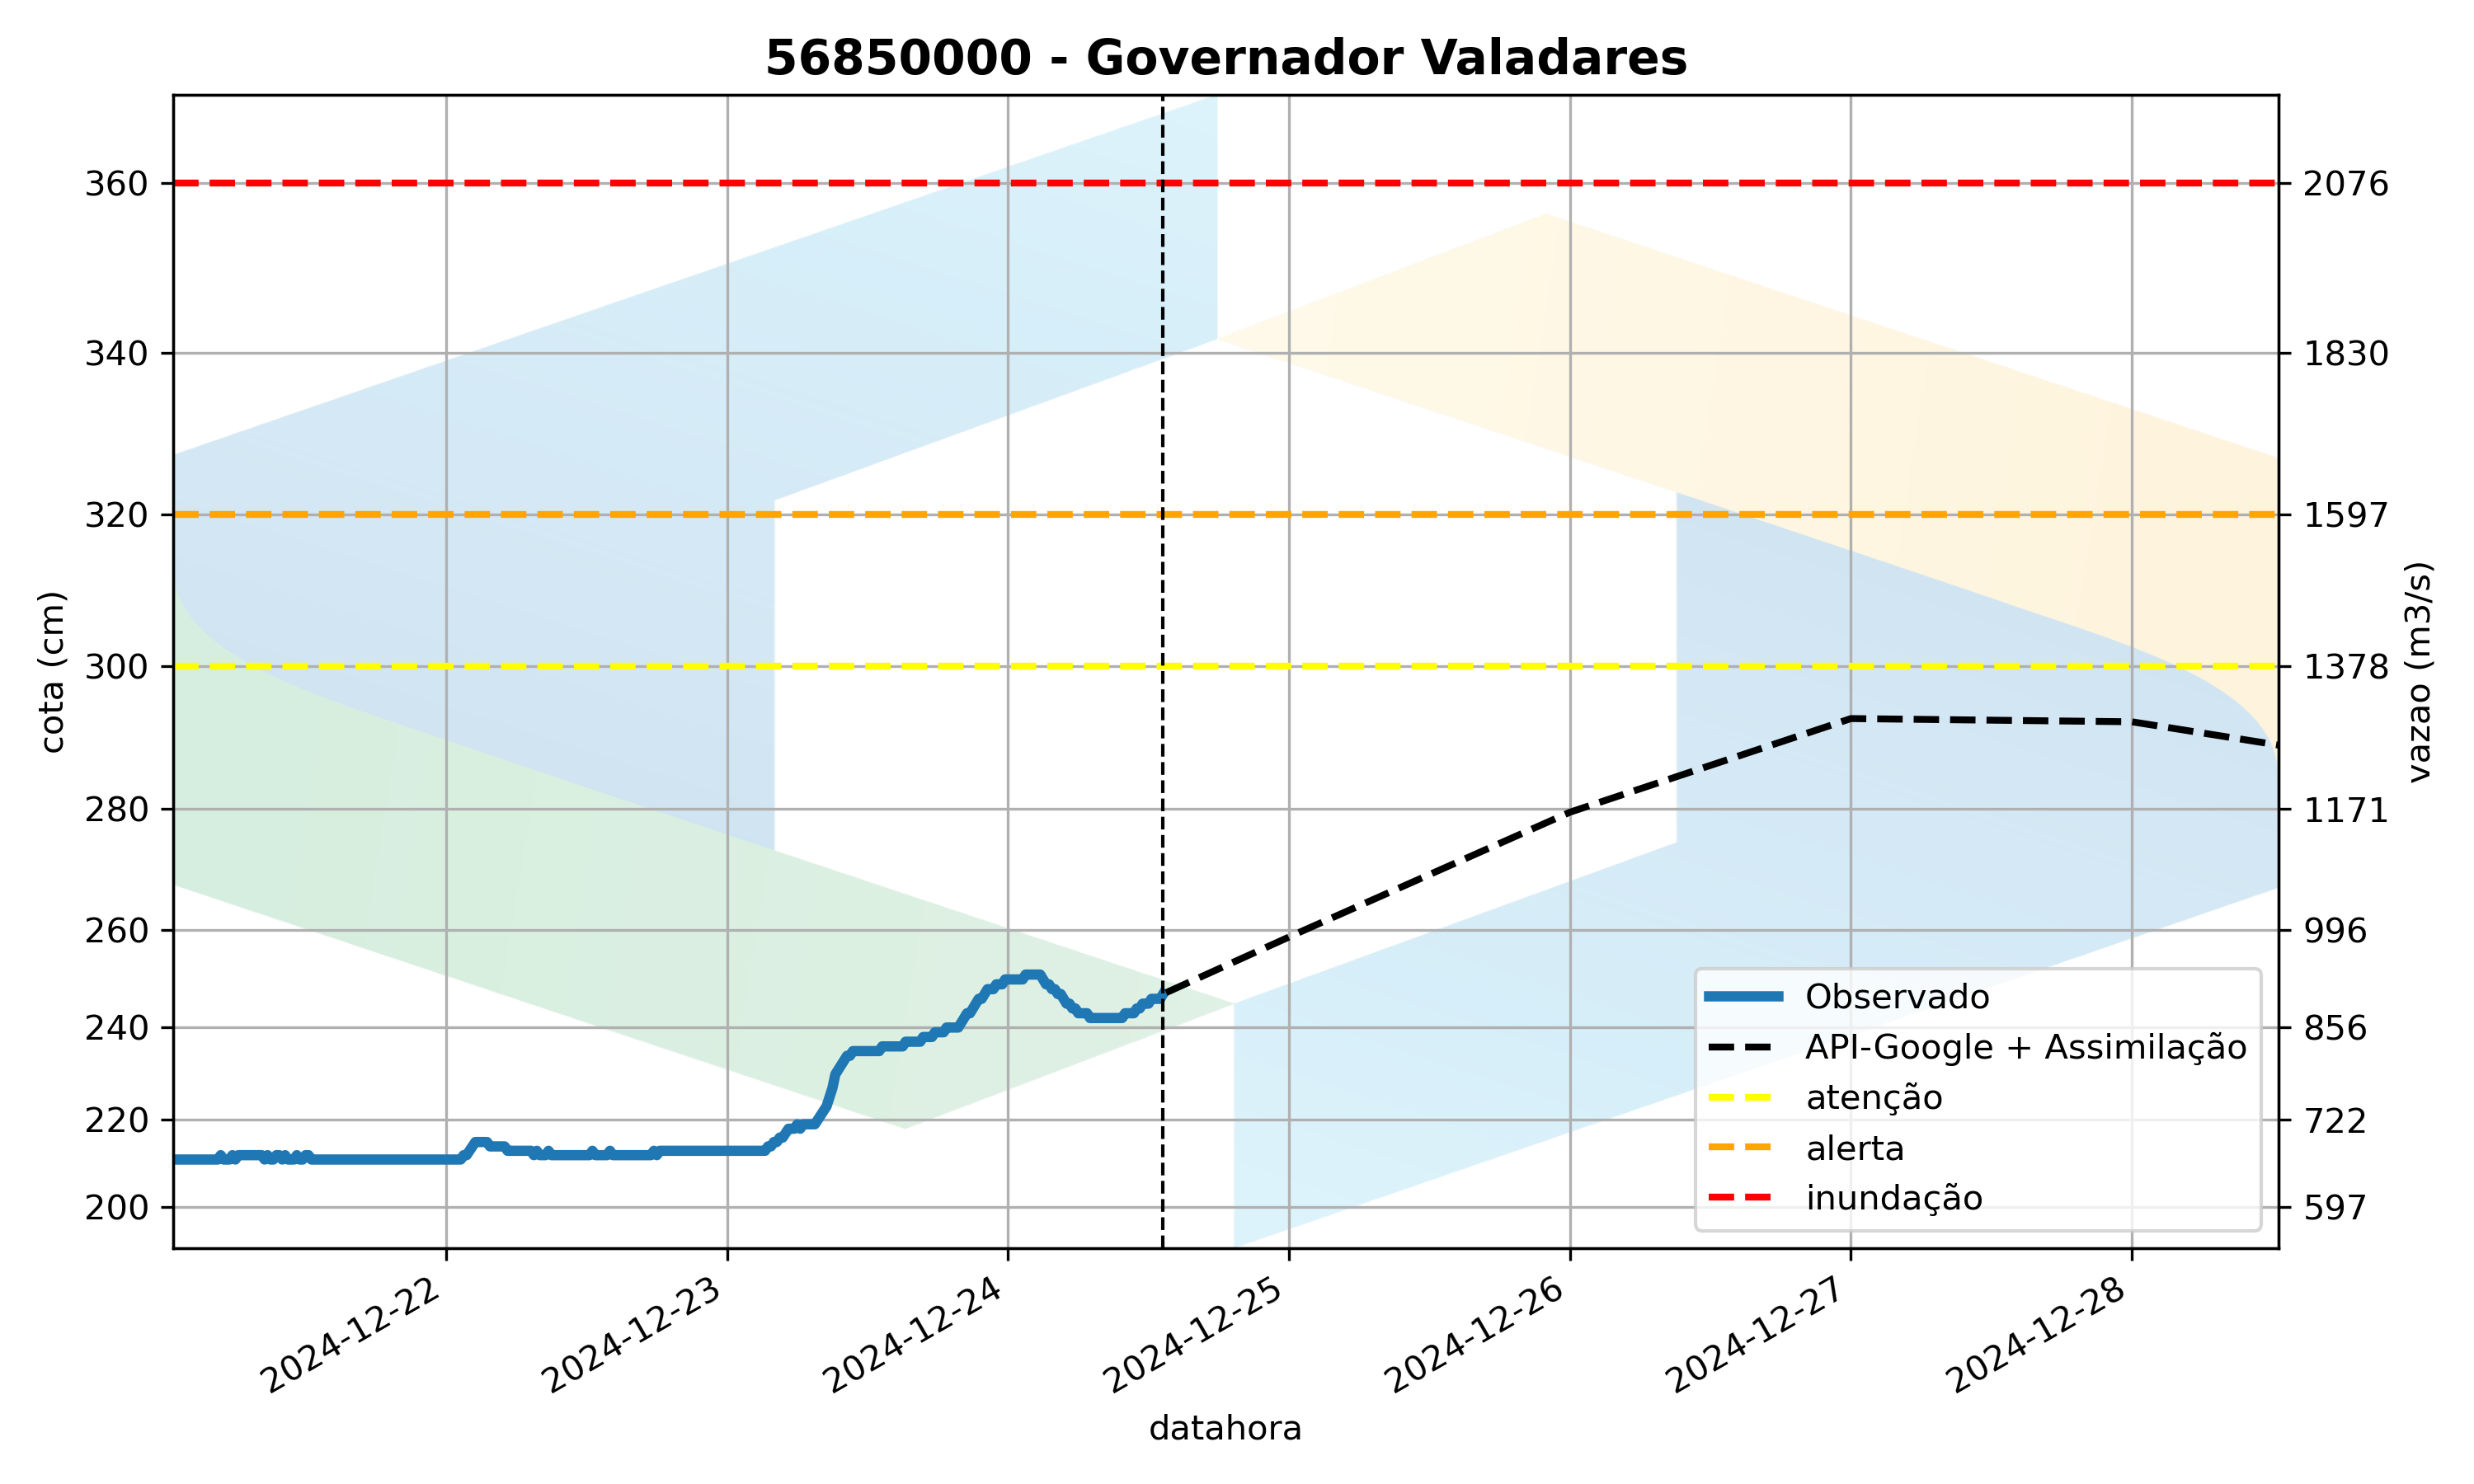 56850000 - Governador Valadares
cota (cm)
360
340
320
300
280
260
240
220
200
2076
1830
1597
1378
1171
996
856
722
597
vazao (m3/s)
Observado
API-Google + Assimilação
atenção
alerta
inundação
2024-12-22
2024-12-23
2024-12-24
2024-12-25
2024-12-26
2024-12-27
2024-12-28
datahora